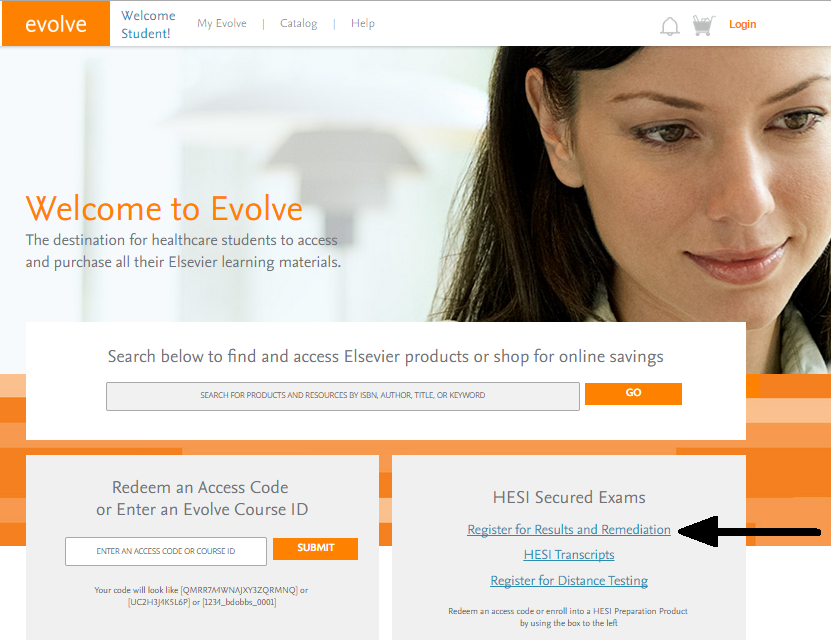 evolve
Welcome
Student!
My Evolve | Catalog | Help
Login
Welcome to Evolve
The destination for healthcare students to access
and purchase all their Elsevier learning materials.
Search below to find and access Elsevier products or shop for online savings
SEARCH FOR PRODUCTS AND RESOURCES BY ISBN, AUTHOR, TITLE, OR KEYWORD
GO
Redeem an Access Code
or Enter an Evolve Course ID
ENTER AN ACCESS CODE OR COURSE ID
SUBMIT
Your code will look like [QMRR7MWNAJXY3ZQRMNQ] or
[UC2H3J4K5L6P] or [1234_bdobbs_0001]
HESI Secured Exams
Register for Results and Remediation
HESI Transcripts
Register for Distance Testing
Redeem an access code or enroll into a HESI Preparation Product
by using the box to the left